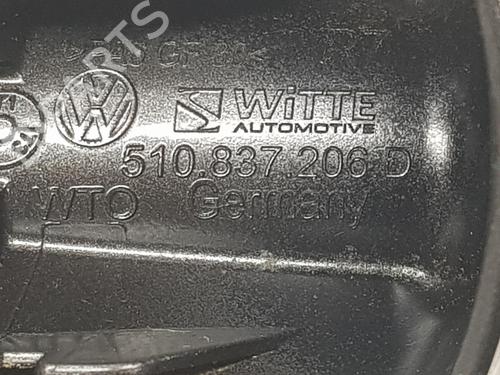 WiTTE
AUTOMOTIVE
510.837.206 D
WTO Germany